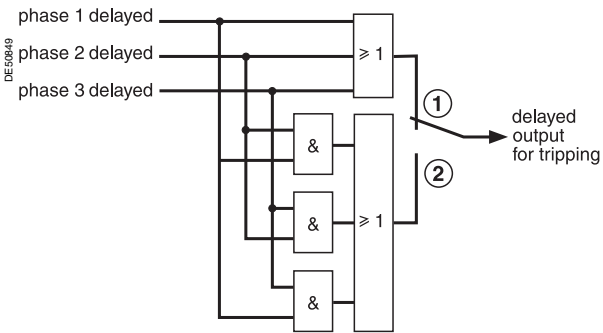 phase 1 delayed
phase 2 delayed
phase 3 delayed
DE50849
≥ 1
1
delayed
output
for tripping
&
2
&
≥ 1
&